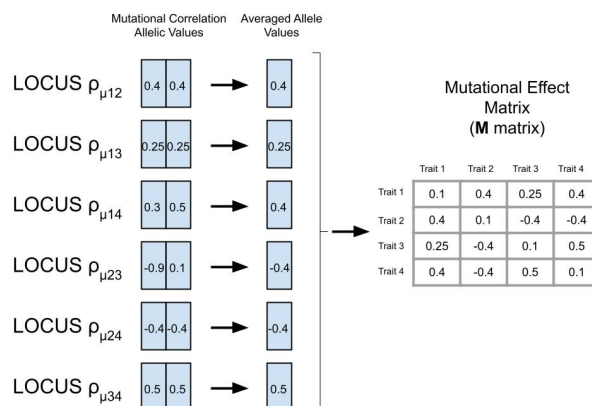 Mutational Correlation
Allelic Values
Averaged Allele
Values
LOCUS ρμ12 0.4 0.4 0.4
LOCUS ρμ13 0.25 0.25 0.25
LOCUS ρμ14 0.3 0.5 0.4
LOCUS ρμ23 -0.9 0.1 -0.4
LOCUS ρμ24 -0.4 -0.4 -0.4
LOCUS ρμ34 0.5 0.5 0.5
Mutational Effect
Matrix
(M matrix)
Trait 1 Trait 2 Trait 3 Trait 4
Trait 1 0.1 0.4 0.25 0.4
Trait 2 0.4 0.1 -0.4 -0.4
Trait 3 0.25 -0.4 0.1 0.5
Trait 4 0.4 -0.4 0.5 0.1